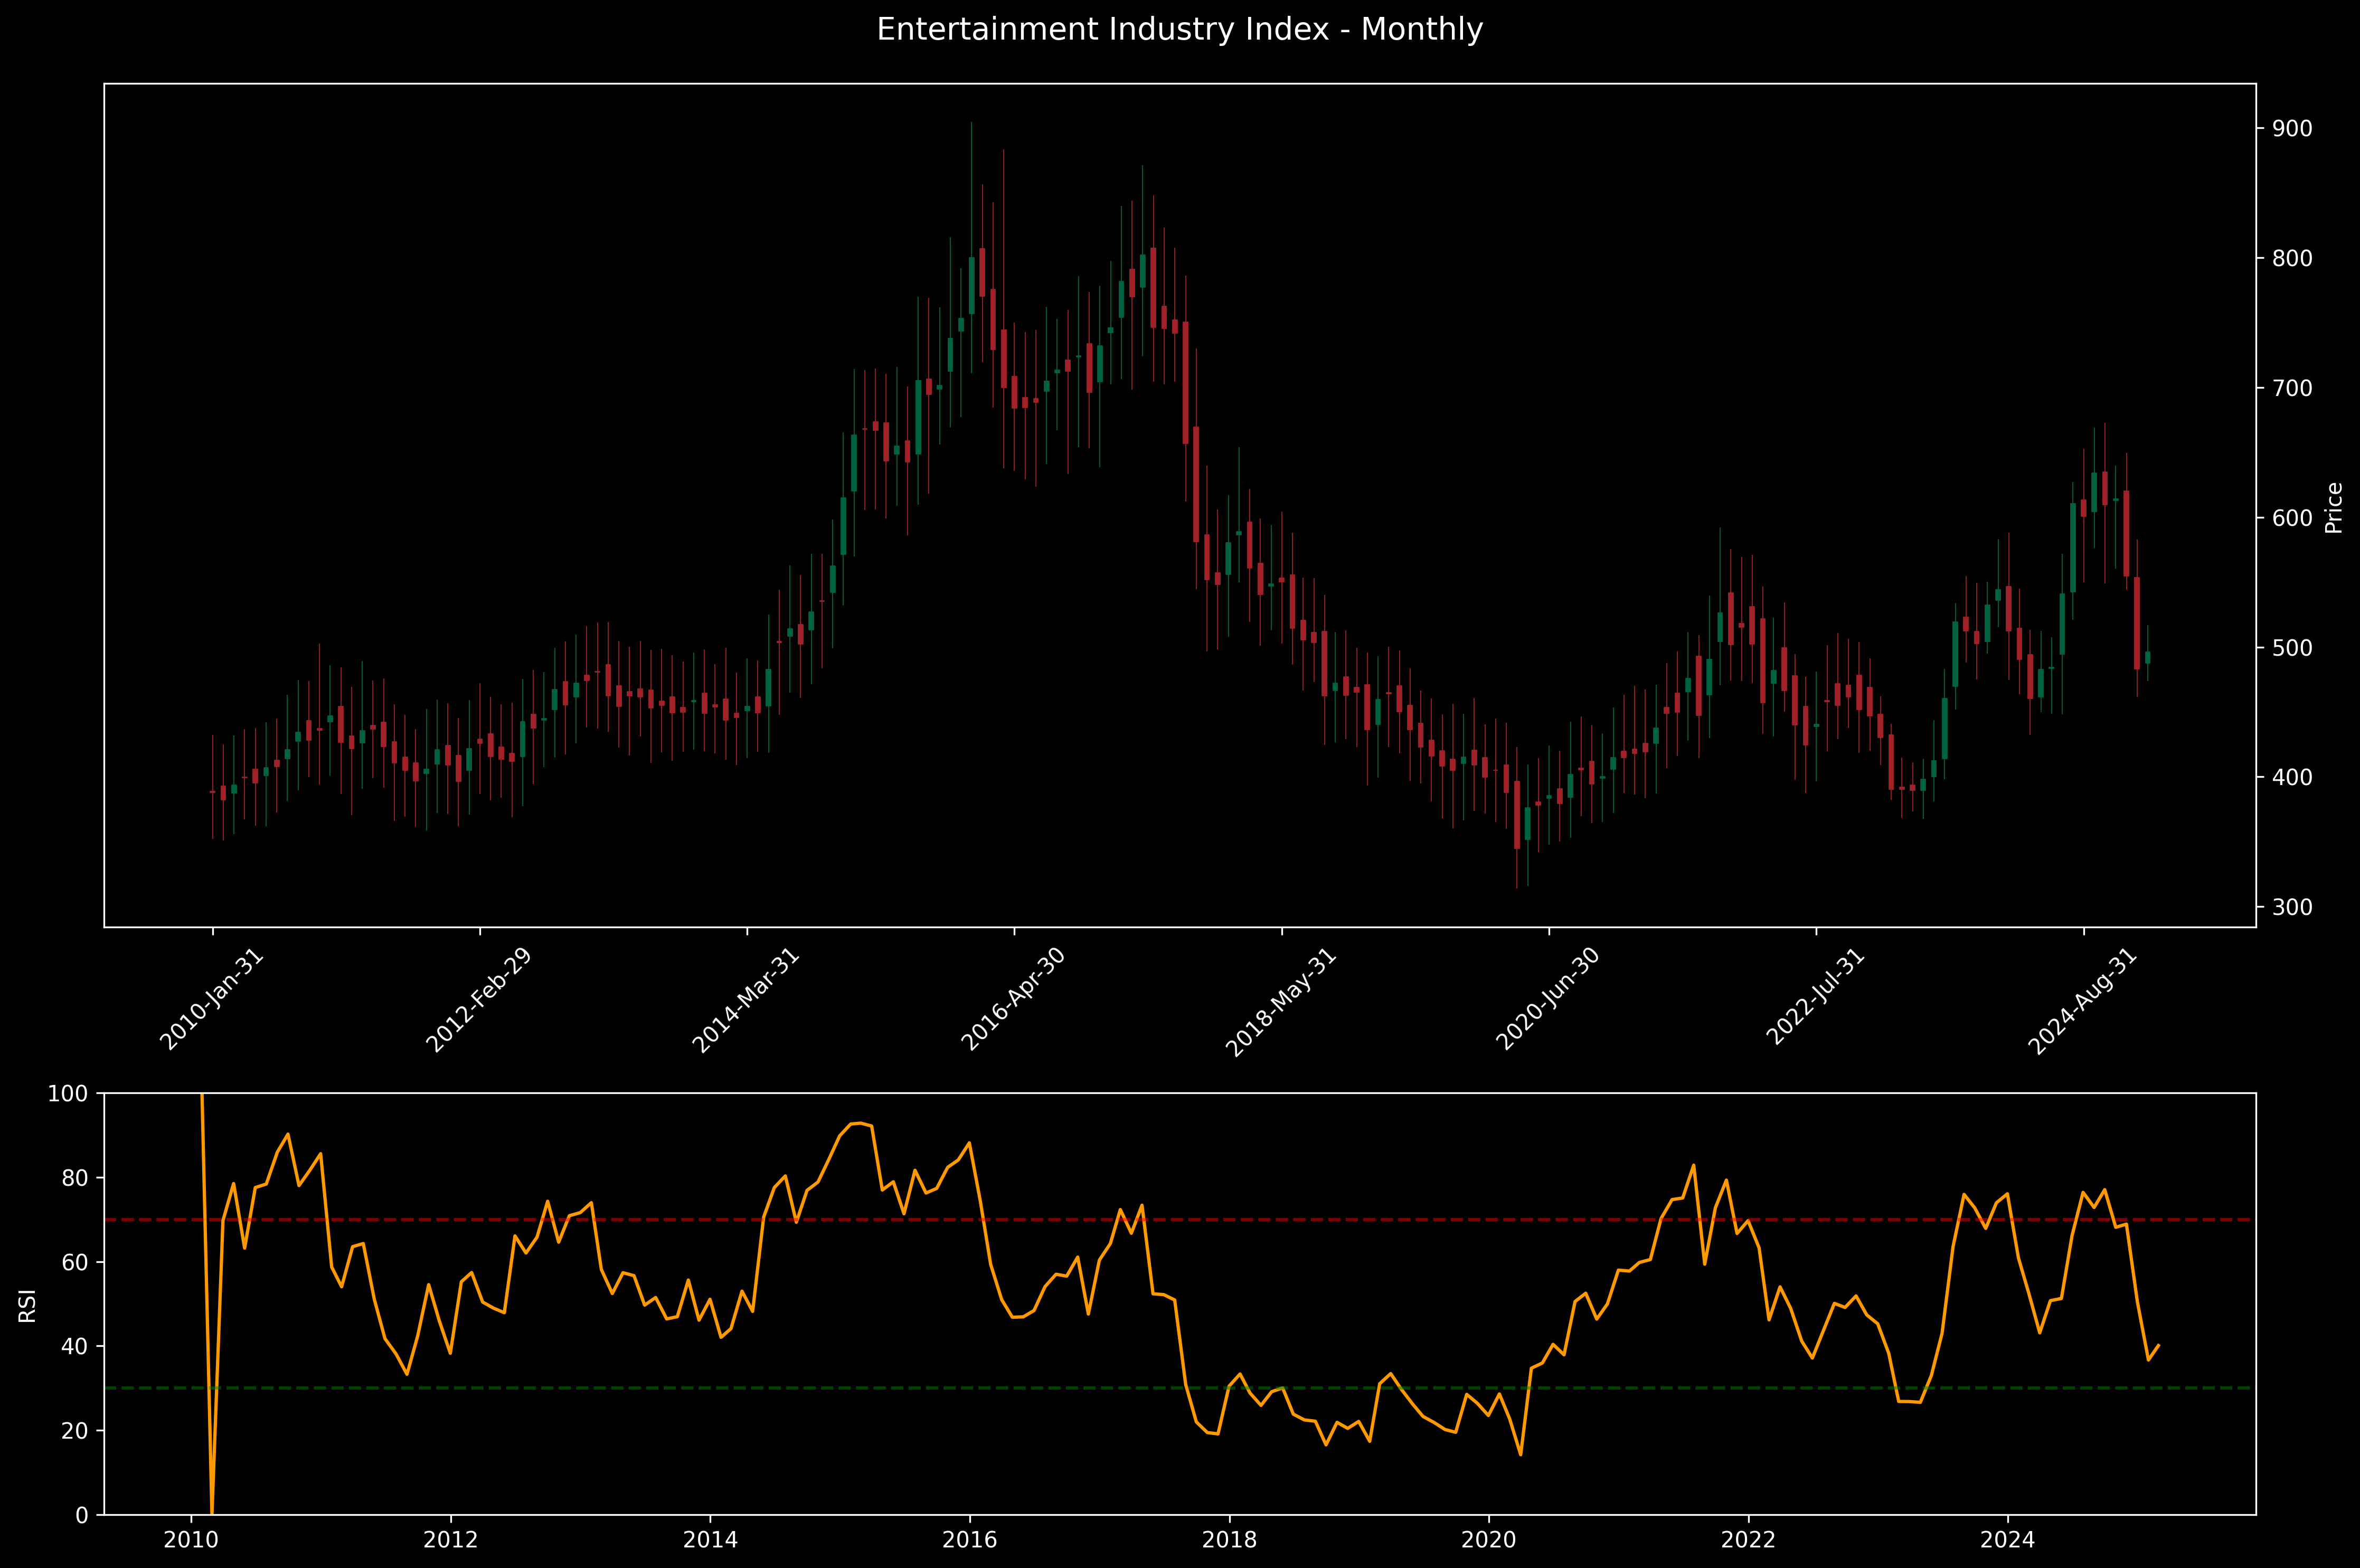 Entertainment Industry Index - Monthly
900
800
700
600
500
400
300
Price
2010-Jan-31
2012-Feb-29
2014-Mar-31
2016-Apr-30
2018-May-31
2020-Jun-30
2022-Jul-31
2024-Aug-31
100
80
60
40
20
0
RSI
2010
2012
2014
2016
2018
2020
2022
2024